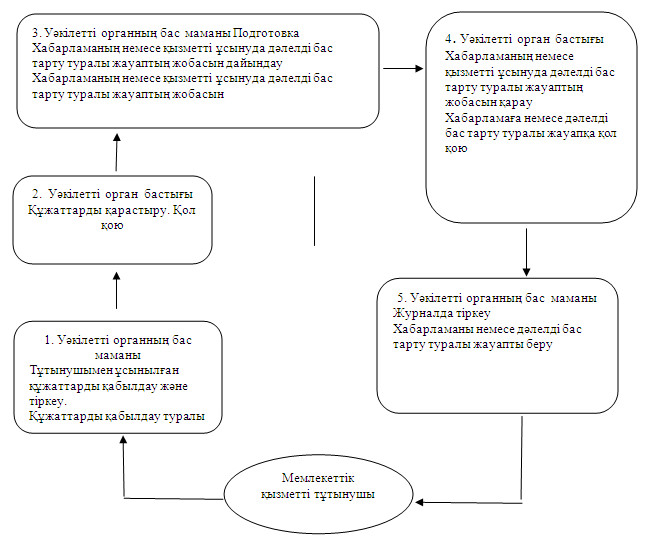 3. Уәкілетті органның бас маманы Подготовка
Хабарламаның немесе қызметті ұсынуда дәлелді бас
тарту туралы жауаптың жобасын дайындау
Хабарламаның немесе қызметті ұсынуда дәлелді бас
тарту туралы жауаптың жобасын
4. Уәкілетті орган бастығы
Хабарламаның немесе
қызметті ұсынуда дәлелді бас
тарту туралы жауаптың
жобасын қарау
Хабарламаға немесе дәлелді
бас тарту туралы жауапқа қол
қою
2. Уәкілетті орган бастығы
Құжаттарды қарастыру. Қол
қою
5. Уәкілетті органның бас маманы
Журналда тіркеу
Хабарламаны немесе дәлелді бас
тарту туралы жауапты беру
1. Уәкілетті органның бас
маманы
Тұтынушымен ұсынылған
құжаттарды қабылдау және
тіркеу.
Құжаттарды қабылдау туралы
Мемлекеттік
қызметті тұтынушы